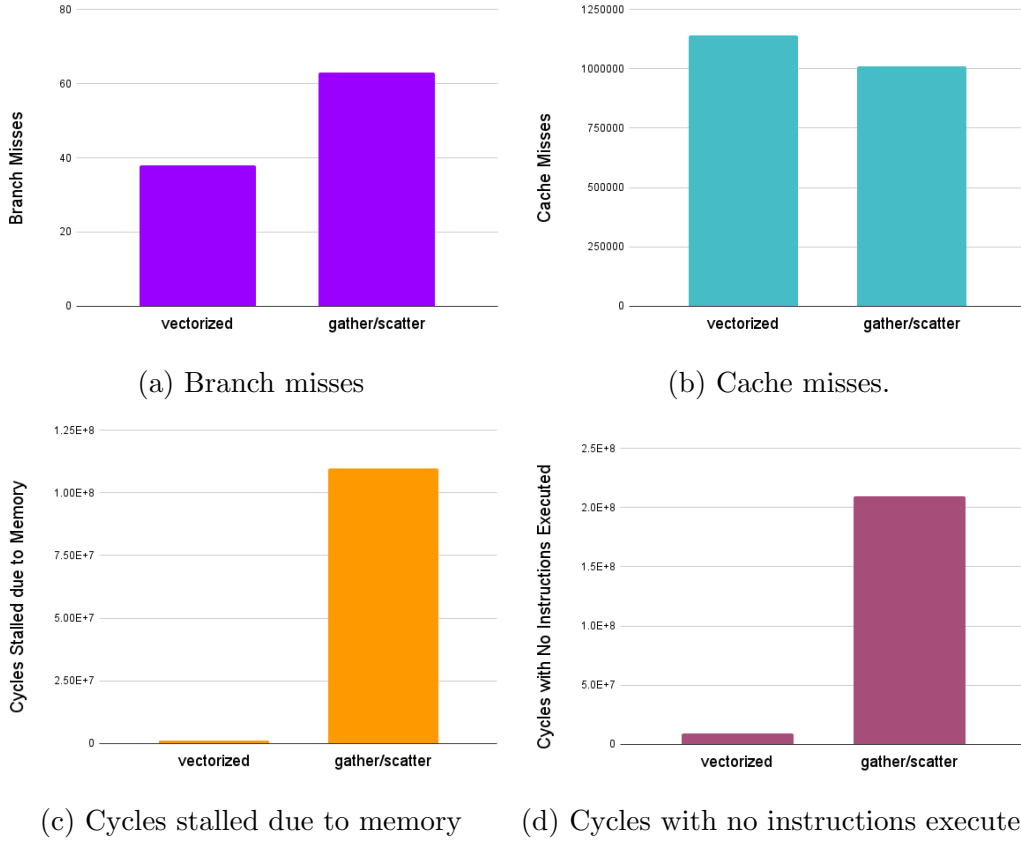 80
60
40
20
0
Branch Misses
vectorized
gather/scatter
(a) Branch misses
1250000
1000000
750000
500000
250000
0
Cache Misses
vectorized
gather/scatter
(b) Cache misses.
1.25E+8
1.00E+8
7.50E+7
5.00E+7
2.50E+7
0
Cycles Stalled due to Memory
vectorized
gather/scatter
(c) Cycles stalled due to memory
2.5E+8
2.0E+8
1.5E+8
1.0E+8
5.0E+7
0
Cycles with No Instructions Executed
vectorized
gather/scatter
(d) Cycles with no instructions execute